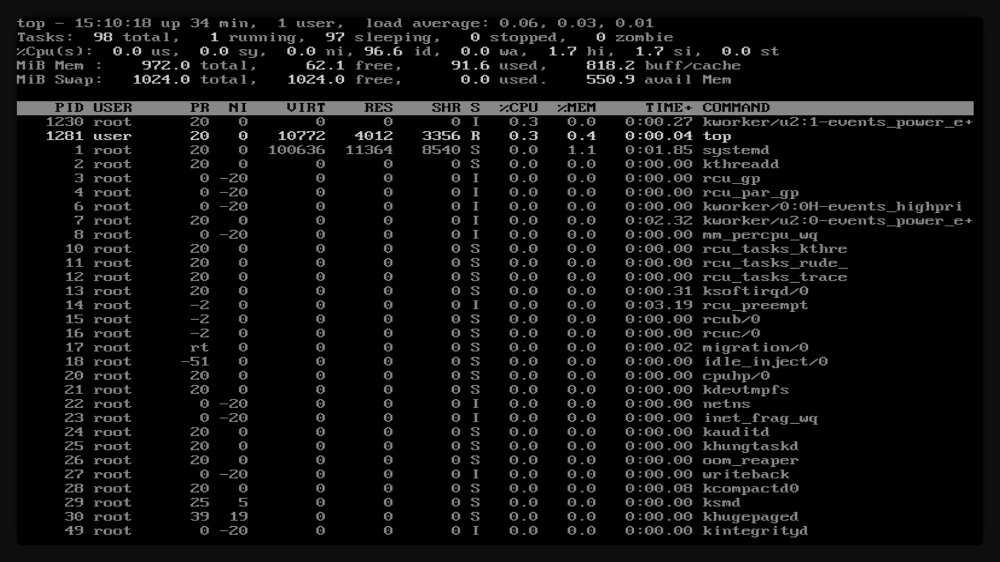 top - 15:10:18 up 34 min,  1 user,  load average: 0.06, 0.03, 0.01
Tasks:  98 total,   1 running,  97 sleeping,   0 stopped,   0 zombie
%Cpu(s):  0.0 us,  0.0 sy,  0.0 ni, 96.6 id,  0.0 wa,  1.7 hi,  1.7 si,  0.0 st
MiB Mem :    972.0 total,     62.1 free,     91.6 used,    818.2 buff/cache
MiB Swap:   1024.0 total,   1024.0 free,      0.0 used.    550.9 avail Mem
PID USER      PR  NI    VIRT    RES    SHR S  %CPU  %MEM     TIME+ COMMAND
1230 root      20   0       0      0      0 I   0.3   0.0   0:00.27 kworker/u2:1-events_power_e+
1281 user      20   0   10772   4012   3356 R   0.3   0.4   0:00.04 top
1 root      20   0  100636  11364   8540 S   0.0   1.1   0:01.85 systemd
2 root      20   0       0      0      0 S   0.0   0.0   0:00.00 kthreadd
3 root       0 -20       0      0      0 I   0.0   0.0   0:00.00 rcu_gp
4 root       0 -20       0      0      0 I   0.0   0.0   0:00.00 rcu_par_gp
6 root       0 -20       0      0      0 I   0.0   0.0   0:00.00 kworker/0:0H-events_highpri
7 root      20   0       0      0      0 I   0.0   0.0   0:02.32 kworker/u2:0-events_power_e+
8 root       0 -20       0      0      0 I   0.0   0.0   0:00.00 mm_percpu_wq
10 root      20   0       0      0      0 S   0.0   0.0   0:00.00 rcu_tasks_kthre
11 root      20   0       0      0      0 S   0.0   0.0   0:00.00 rcu_tasks_rude_
12 root      20   0       0      0      0 S   0.0   0.0   0:00.00 rcu_tasks_trace
13 root      20   0       0      0      0 S   0.0   0.0   0:00.31 ksoftirqd/0
14 root      -2   0       0      0      0 I   0.0   0.0   0:03.19 rcu_preempt
15 root      -2   0       0      0      0 S   0.0   0.0   0:00.00 rcub/0
16 root      -2   0       0      0      0 S   0.0   0.0   0:00.00 rcuc/0
17 root      rt   0       0      0      0 S   0.0   0.0   0:00.02 migration/0
18 root     -51   0       0      0      0 S   0.0   0.0   0:00.00 idle_inject/0
20 root      20   0       0      0      0 S   0.0   0.0   0:00.00 cpuhp/0
21 root      20   0       0      0      0 S   0.0   0.0   0:00.00 kdevtmpfs
22 root       0 -20       0      0      0 I   0.0   0.0   0:00.00 netns
23 root       0 -20       0      0      0 I   0.0   0.0   0:00.00 inet_frag_wq
24 root      20   0       0      0      0 S   0.0   0.0   0:00.00 kauditd
25 root      20   0       0      0      0 S   0.0   0.0   0:00.00 khungtaskd
26 root      20   0       0      0      0 S   0.0   0.0   0:00.00 oom_reaper
27 root       0 -20       0      0      0 I   0.0   0.0   0:00.00 writeback
28 root      20   0       0      0      0 S   0.0   0.0   0:00.08 kcompactd0
29 root      25   5       0      0      0 S   0.0   0.0   0:00.00 ksmd
30 root      39  19       0      0      0 S   0.0   0.0   0:00.00 khugepaged
49 root       0 -20       0      0      0 I   0.0   0.0   0:00.00 kintegrityd